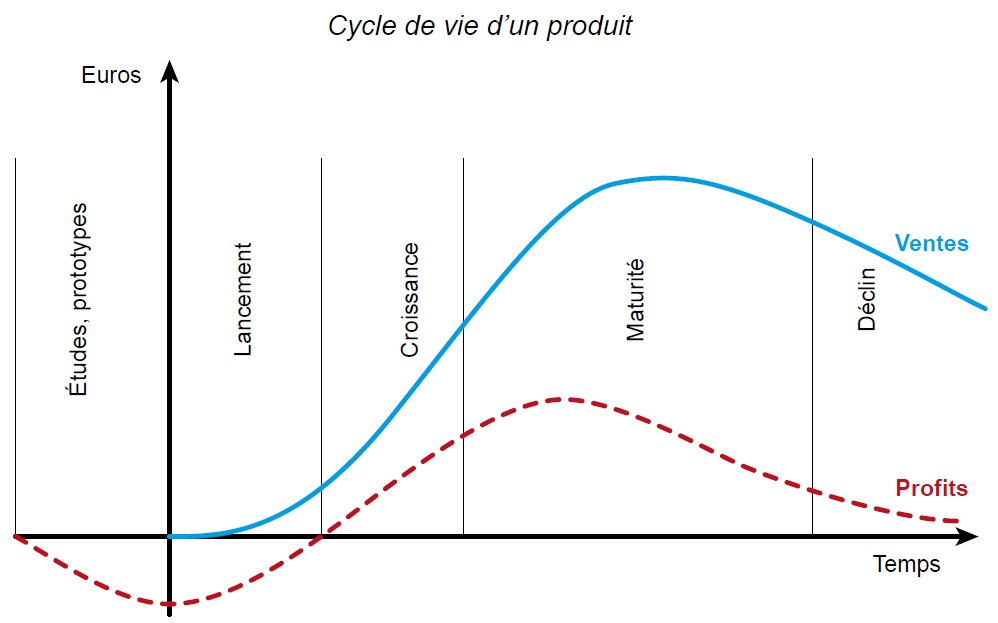 Cycle de vie d’un produit
Euros
Études, prototypes
Lancement
Croissance
Maturité
Déclin
Ventes
Profits
Temps